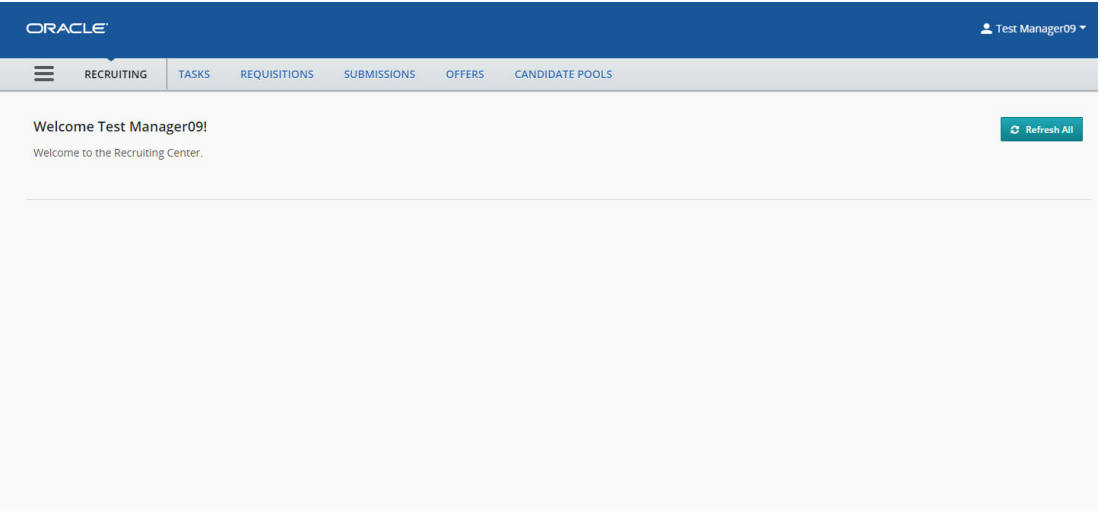 ORACLE
Test Manager09
RECRUITING TASKS REQUISITIONS SUBMISSIONS OFFERS CANDIDATE POOLS
Welcome Test Manager09!
Refresh All
Welcome to the Recruiting Center.